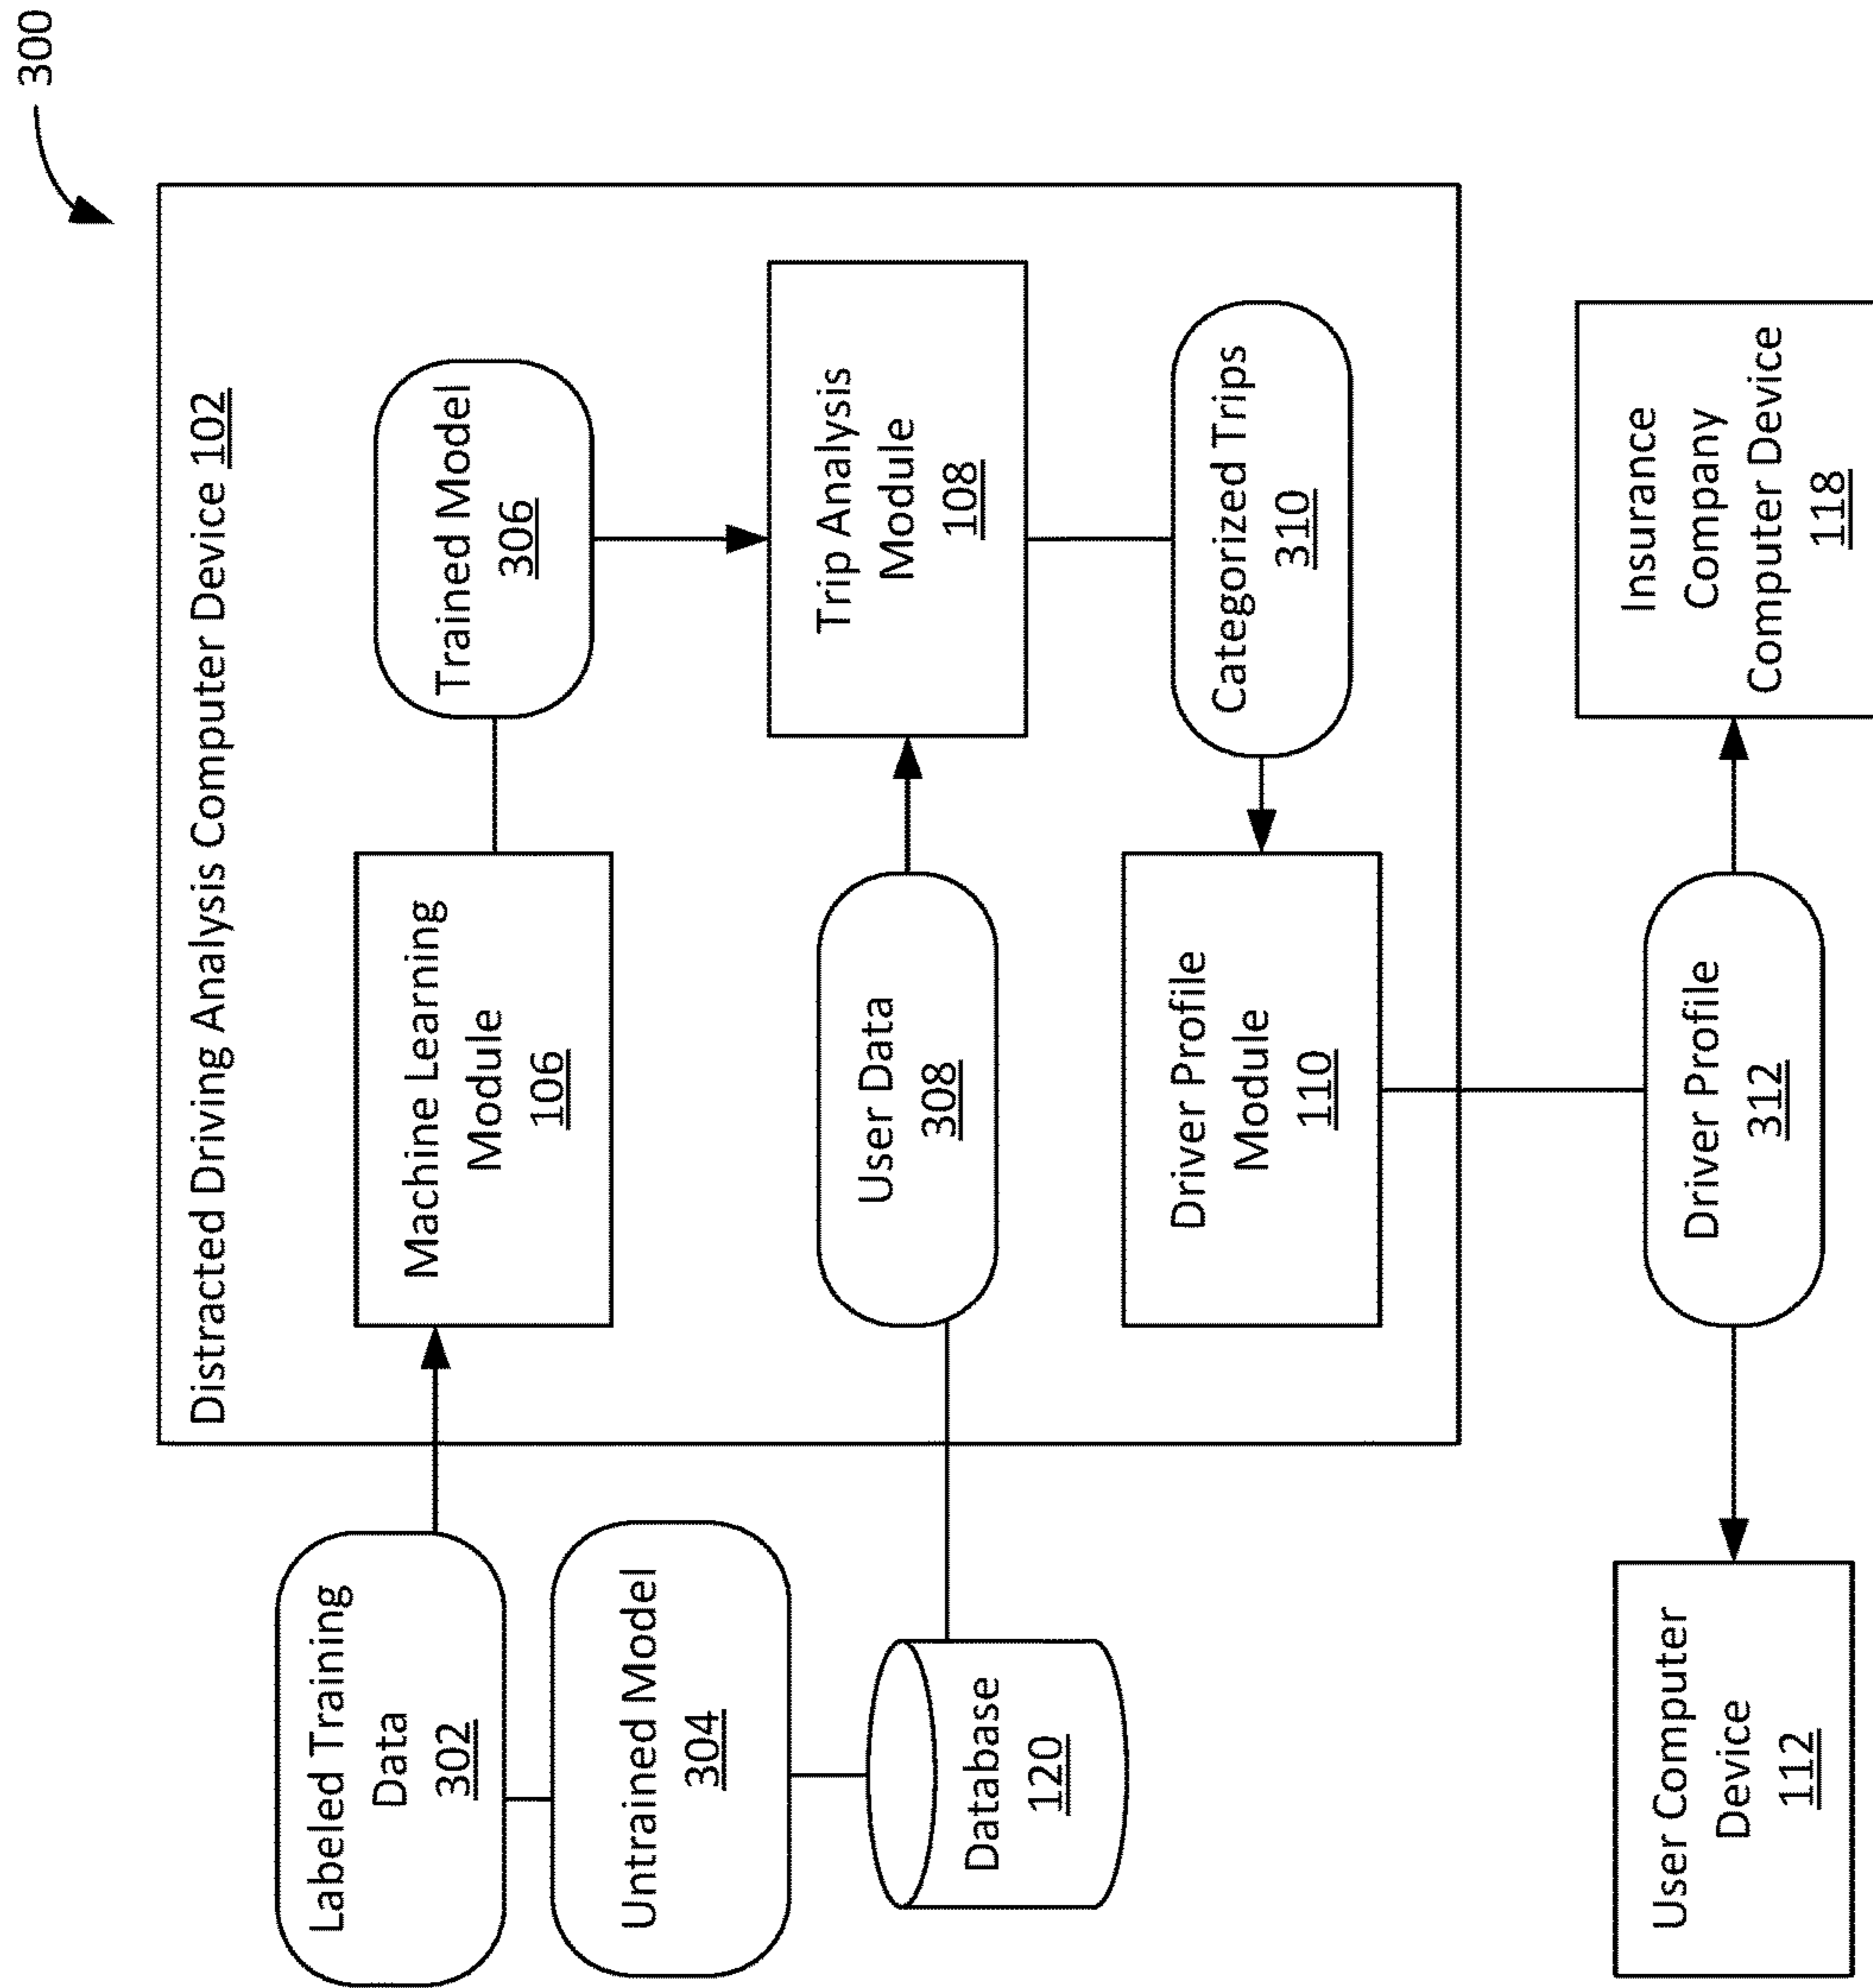 300
Distracted Driving Analysis Computer Device 102
Labeled Training
Data
302
Untrained Model
304
Database
120
Machine Learning
Module
106
Trained Model
306
User Data
308
Trip Analysis
Module
108
Driver Profile
Module
110
Categorized Trips
310
User Computer
Device
112
Driver Profile
312
Insurance
Company
Computer Device
118